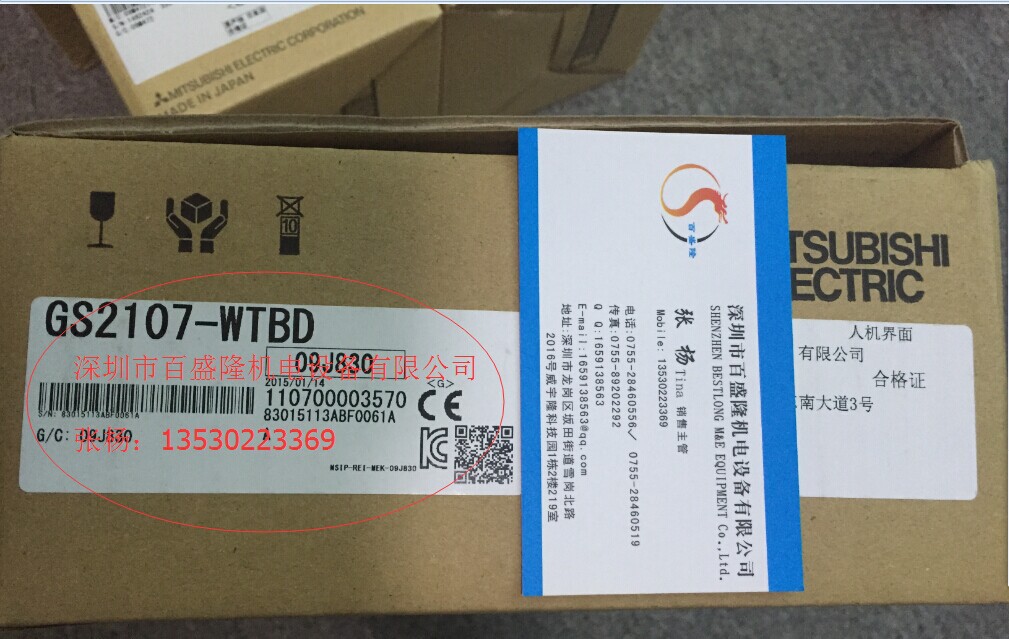 MITSUBISHI ELECTRIC CORPORATION
MADE IN JAPAN
10
TSUBISHI
ECTRIC
GS2107-WTBD
09J830
深圳市百盛隆机电设备有限公司
2015/01/14
<G>
110700003570
S/N: 83015113ABF0061A
83015113ABF0061A
CE
G/C: 09J830.
A
张杨: 13530223369
MSIP-REI-MEK-09J830
人机界面
有限公司
合格证
南大道3号
百盛隆
深圳市百盛隆机电设备有限公司
SHENZHEN BESTLONG M&E EQUIPMENT Co.,Ltd.
张 杨 Tina 销售主管
Mobile: 13530223369
电话:0755-28460556✓ 0755-28460519
传真:0755-89202292
Q Q:1659138563
E-mail:1659138563@qq.com
地址:深圳市龙岗区坂田街道雪岗北路
2016号威宇隆科技园1栋2楼219室